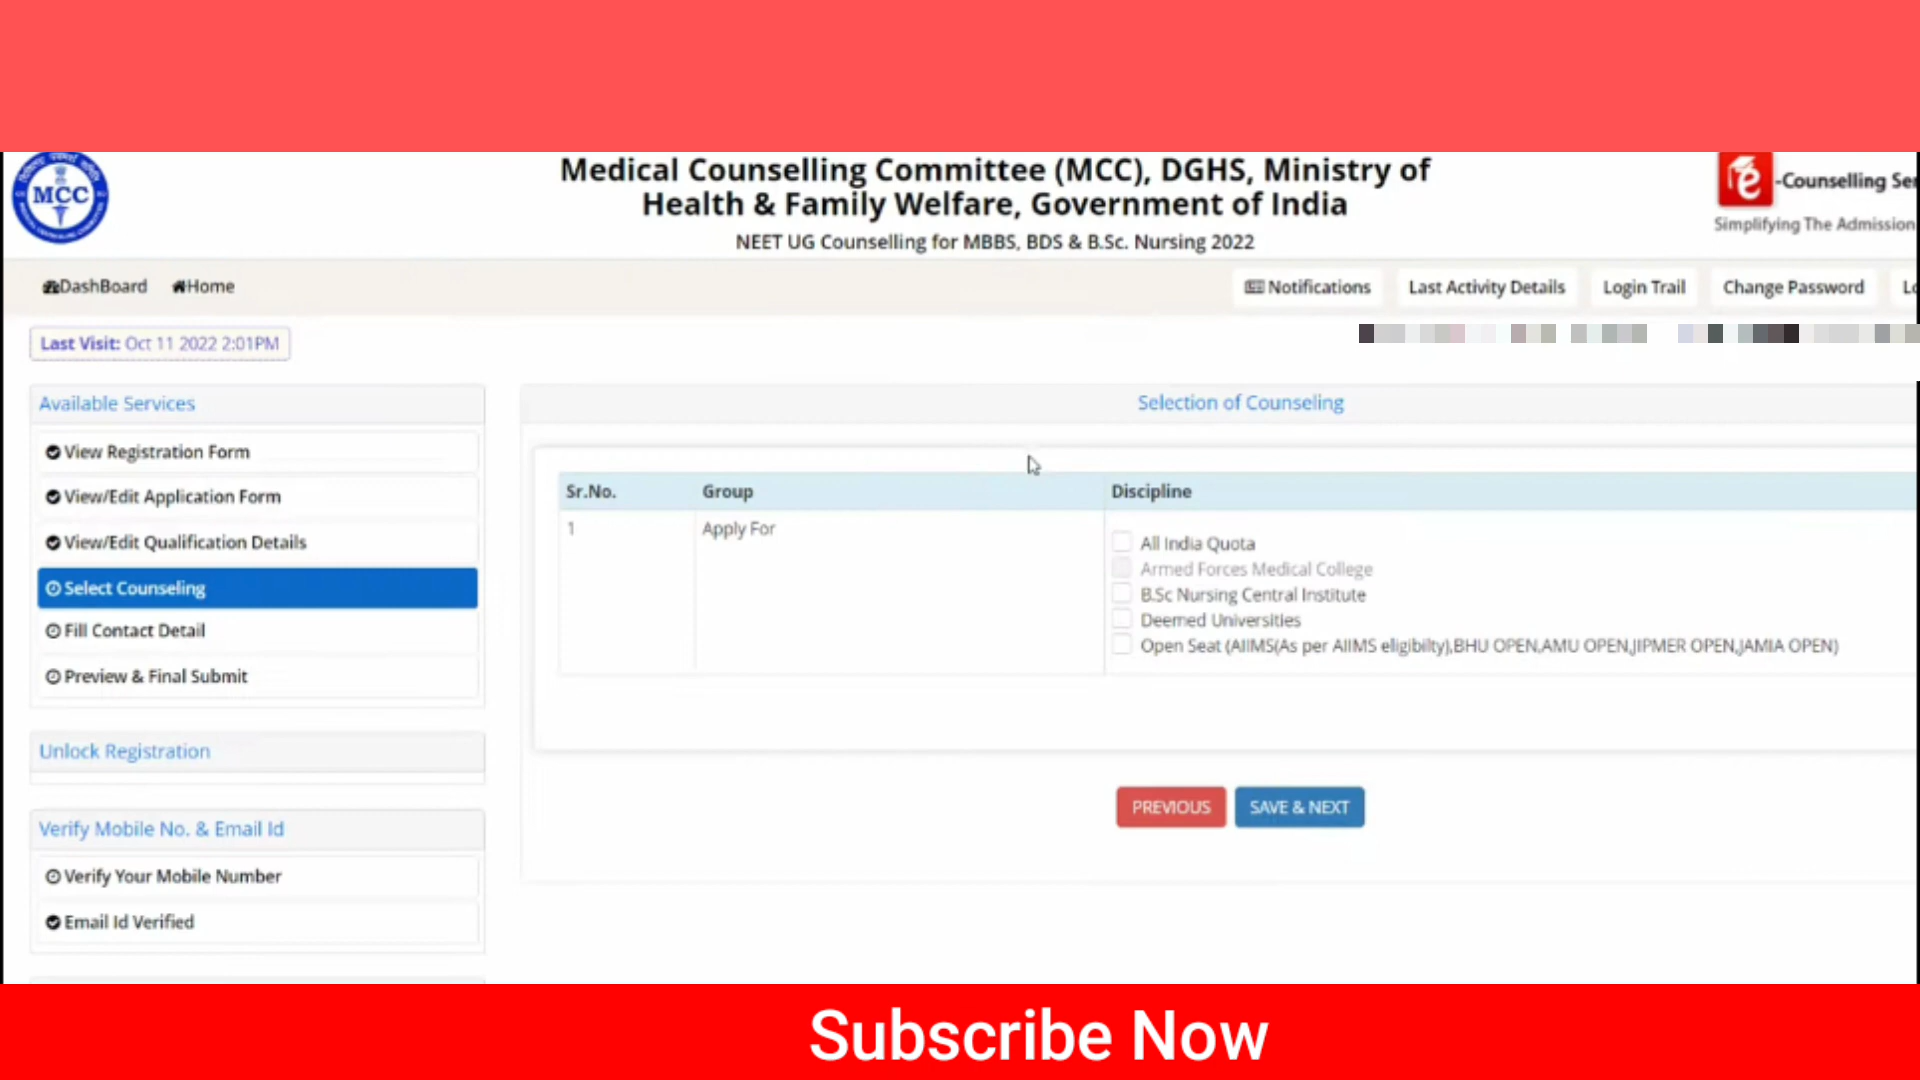 MCC
Medical Counselling Committee (MCC), DGHS, Ministry of
Health & Family Welfare, Government of India
NEET UG Counselling for MBBS, BDS & B.Sc. Nursing 2022
e-Counselling Ser
Simplifying The Admission
DashBoard Home
Notifications Last Activity Details Login Trail Change Password Lo
Last Visit: Oct 11 2022 2:01PM
Available Services
View Registration Form
View/Edit Application Form
View/Edit Qualification Details
Select Counseling
Fill Contact Detail
Preview & Final Submit
Unlock Registration
Verify Mobile No. & Email Id
Verify Your Mobile Number
Email Id Verified
Selection of Counseling
Sr.No. Group Discipline
1 Apply For
All India Quota
Armed Forces Medical College
B.Sc Nursing Central Institute
Deemed Universities
Open Seat (AIIMS(As per AIIMS eligibilty),BHU OPEN,AMU OPEN,JIPMER OPEN,JAMIA OPEN)
PREVIOUS SAVE & NEXT
Subscribe Now